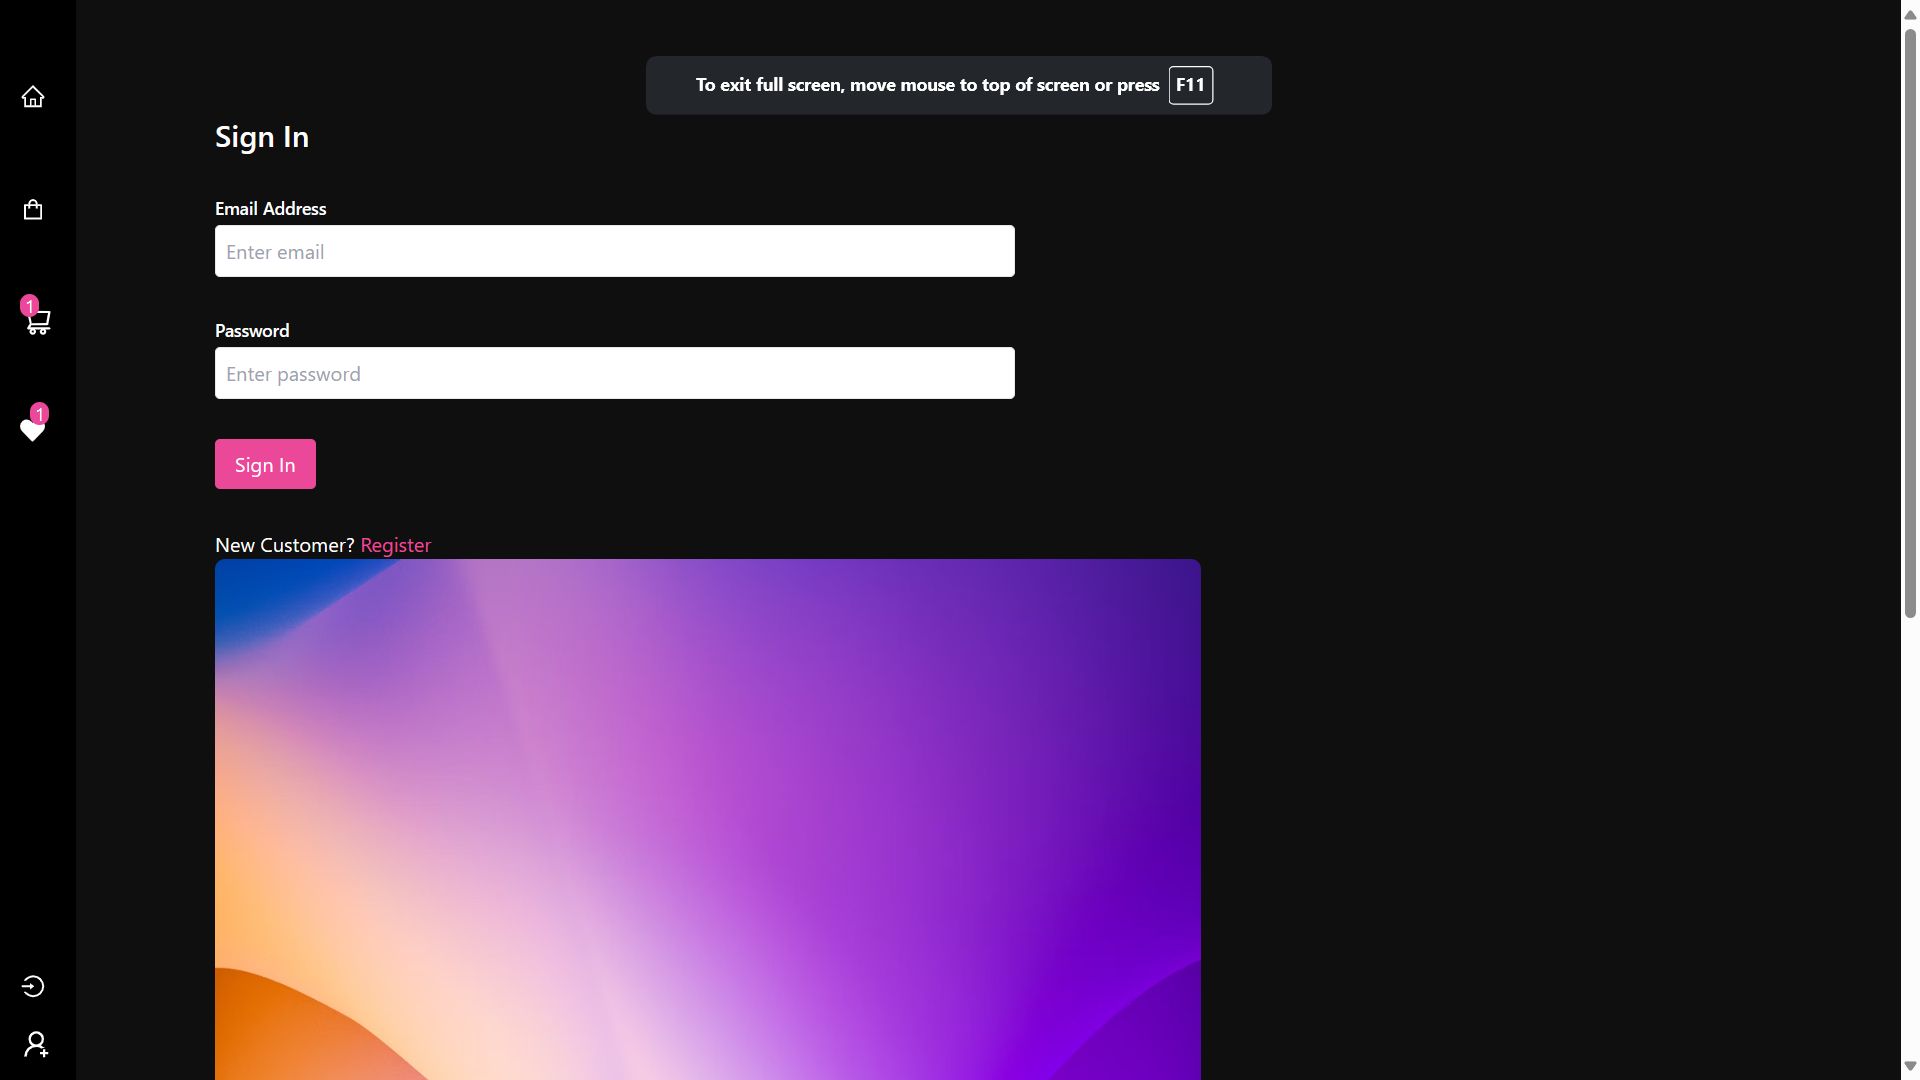 To exit full screen, move mouse to top of screen or press F11
Sign In
Email Address
Enter email
1
Password
Enter password
1
Sign In
New Customer? Register